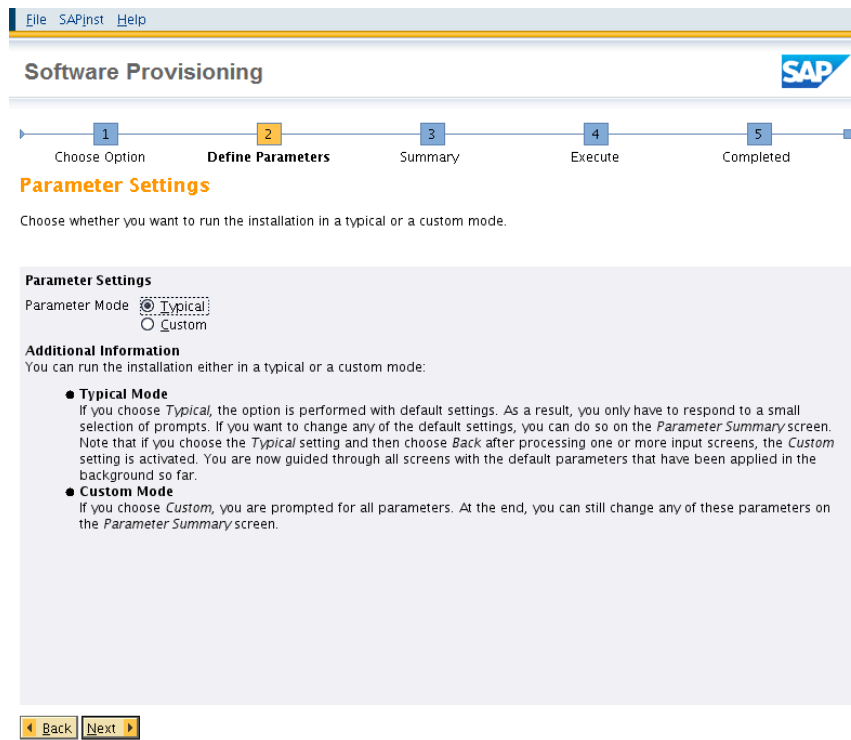 File SAPinst Help
Software Provisioning
SAP
1 2 3 4 5
Choose Option Define Parameters Summary Execute Completed
Parameter Settings
Choose whether you want to run the installation in a typical or a custom mode.
Parameter Settings
Parameter Mode Typical
Custom
Additional Information
You can run the installation either in a typical or a custom mode:
Typical Mode
If you choose Typical, the option is performed with default settings. As a result, you only have to respond to a small
selection of prompts. If you want to change any of the default settings, you can do so on the Parameter Summary screen.
Note that if you choose the Typical setting and then choose Back after processing one or more input screens, the Custom
setting is activated. You are now guided through all screens with the default parameters that have been applied in the
background so far.
Custom Mode
If you choose Custom, you are prompted for all parameters. At the end, you can still change any of these parameters on
the Parameter Summary screen.
Back Next